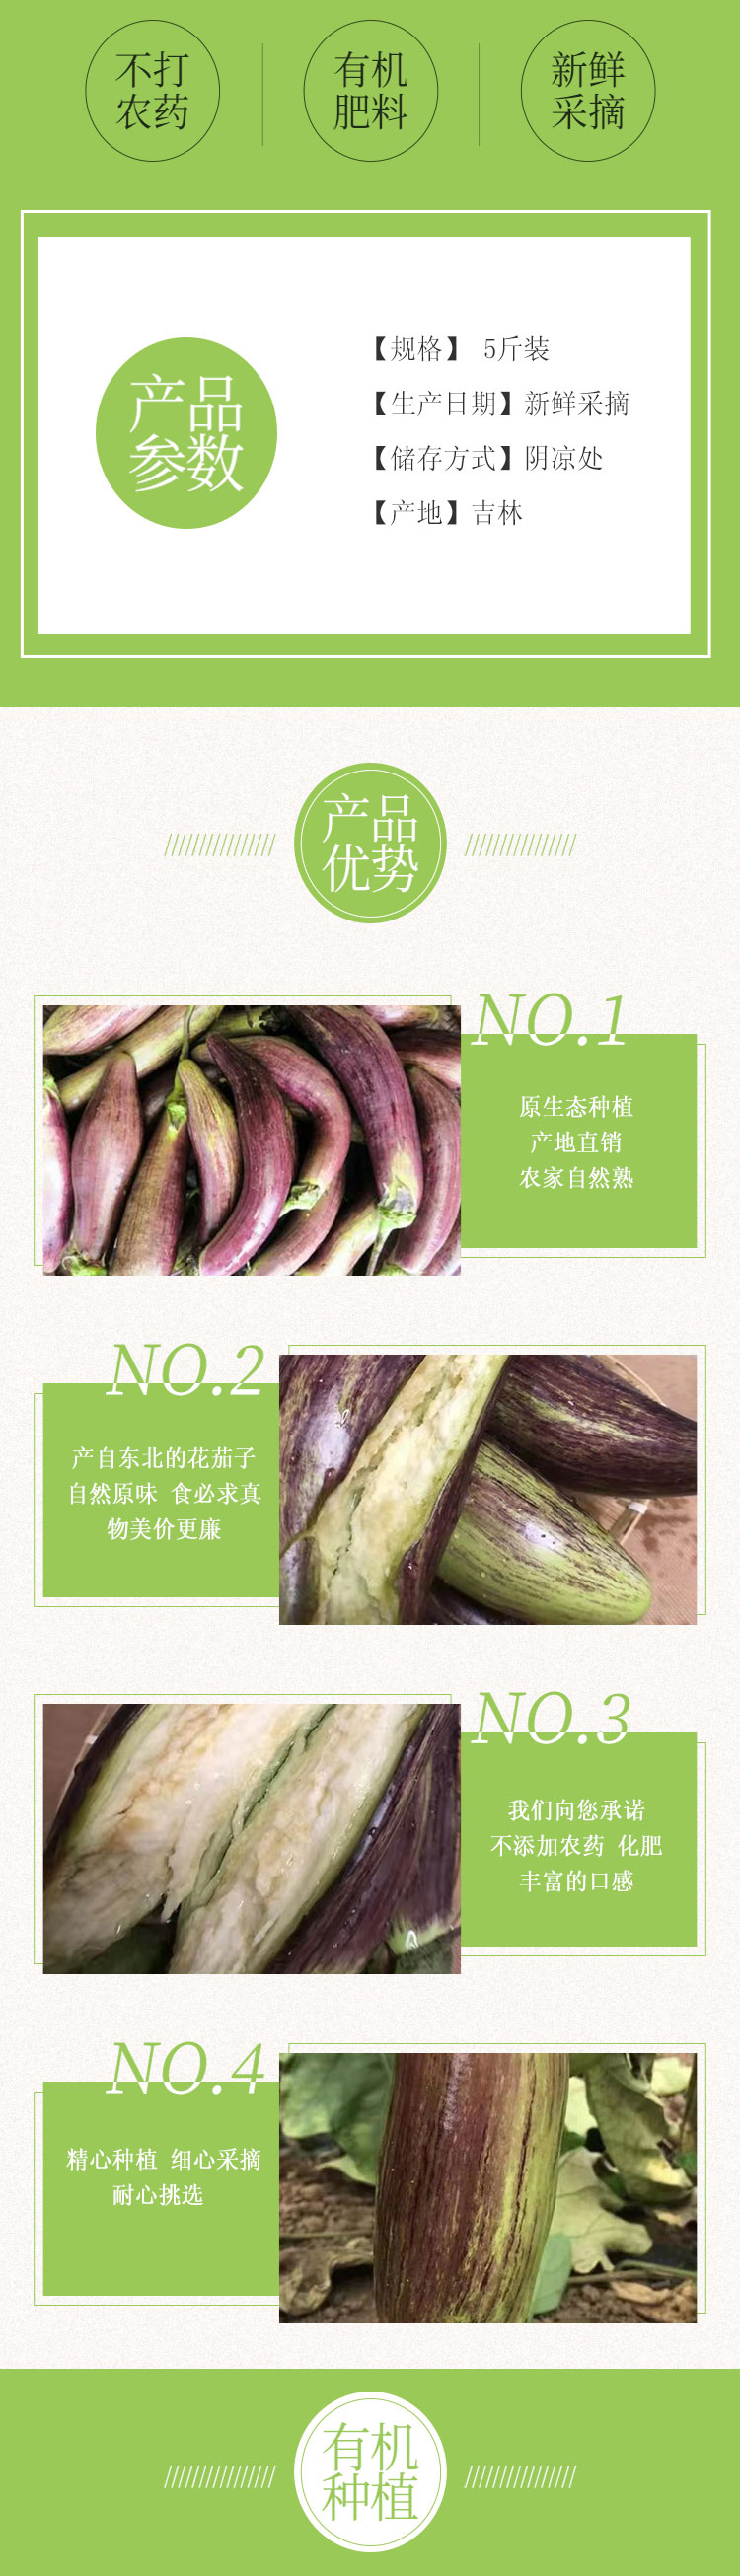 不打
农药
有机
肥料
新鲜
采摘
产品
参数
【规格】 5斤装
【生产日期】新鲜采摘
【储存方式】阴凉处
【产地】吉林
产品
优势
NO.1
原生态种植
产地直销
农家自然熟
NO.2
产自东北的花茄子
自然原味 食必求真
物美价更廉
NO.3
我们向您承诺
不添加农药 化肥
丰富的口感
NO.4
精心种植 细心采摘
耐心挑选
有机
种植